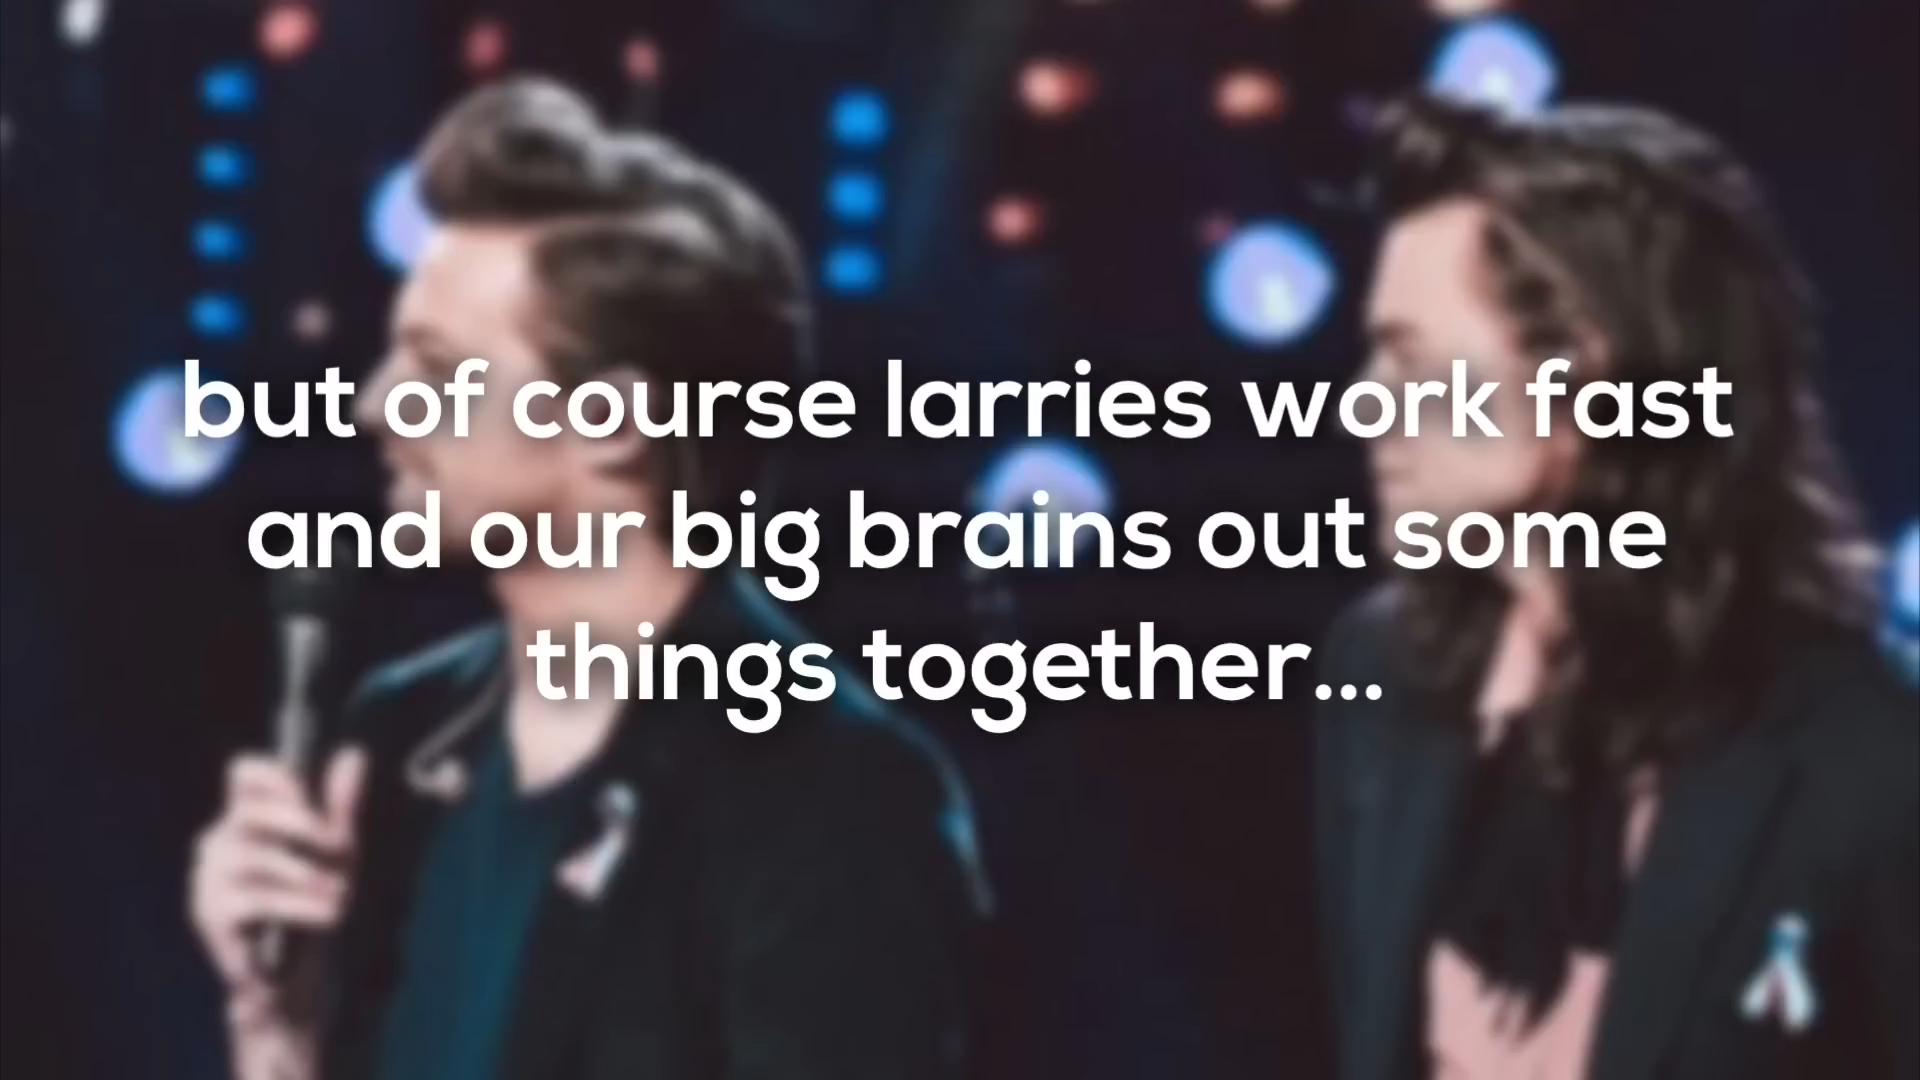 but of course larries work fast
and our big brains out some
things together...